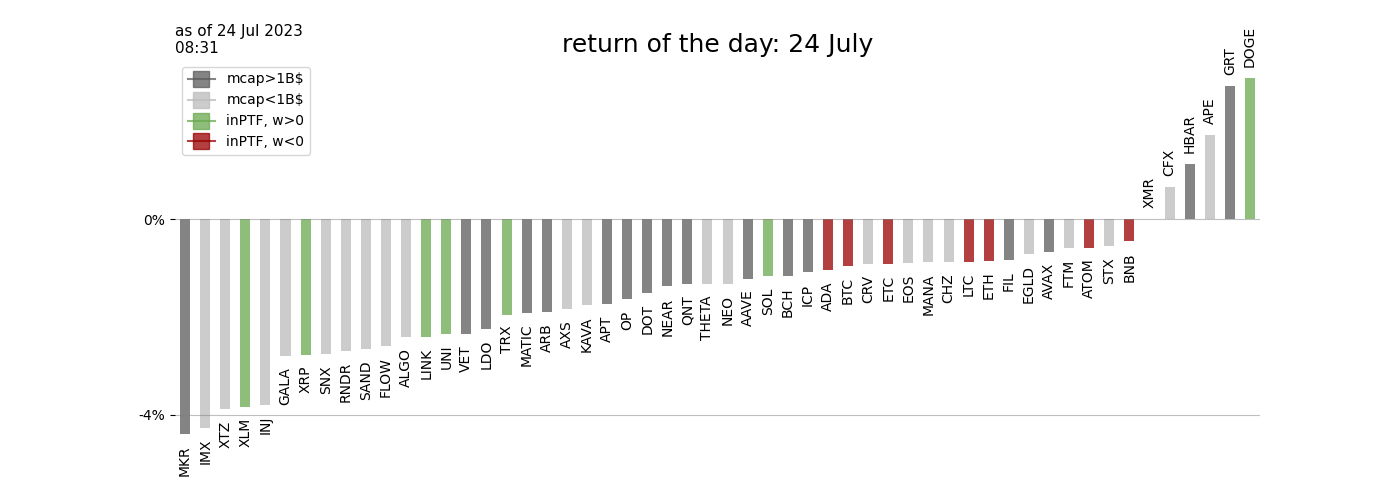 as of 24 Jul 2023
08:31
return of the day: 24 July
mcap>1B$
mcap<1B$
inPTF, w>0
inPTF, w<0
0%
-4%
MKR
IMX
XTZ
XLM
INJ
GALA
XRP
SNX
RNDR
SAND
FLOW
ALGO
LINK
UNI
VET
LDO
TRX
MATIC
ARB
AXS
KAVA
APT
OP
DOT
NEAR
QNT
THETA
NEO
AAVE
SOL
BCH
ICP
ADA
BTC
CRV
ETC
EOS
MANA
CHZ
LTC
ETH
FIL
EGLD
AVAX
FTM
ATOM
STX
BNB
XMR
CFX
HBAR
APE
GRT
DOGE